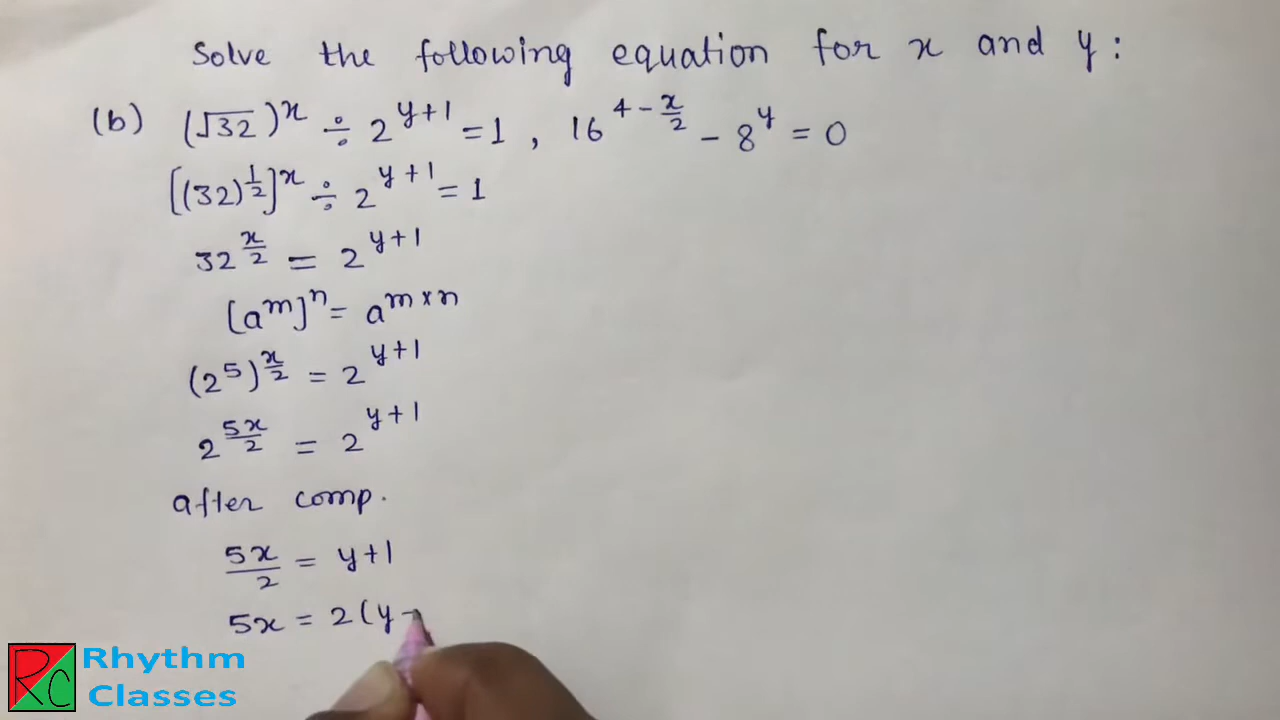 Solve the following equation for x and y:
(b) (√32)^x ÷ 2^(y+1) = 1 , 16^(4-x/2) - 8^y = 0
[(32)^(1/2)]^x ÷ 2^(y+1) = 1
32^(x/2) = 2^(y+1)
[a^m]^n = a^(m×n)
(2^5)^(x/2) = 2^(y+1)
2^(5x/2) = 2^(y+1)
after comp.
5x/2 = y+1
5x = 2(y
RC
Rhythm
Classes